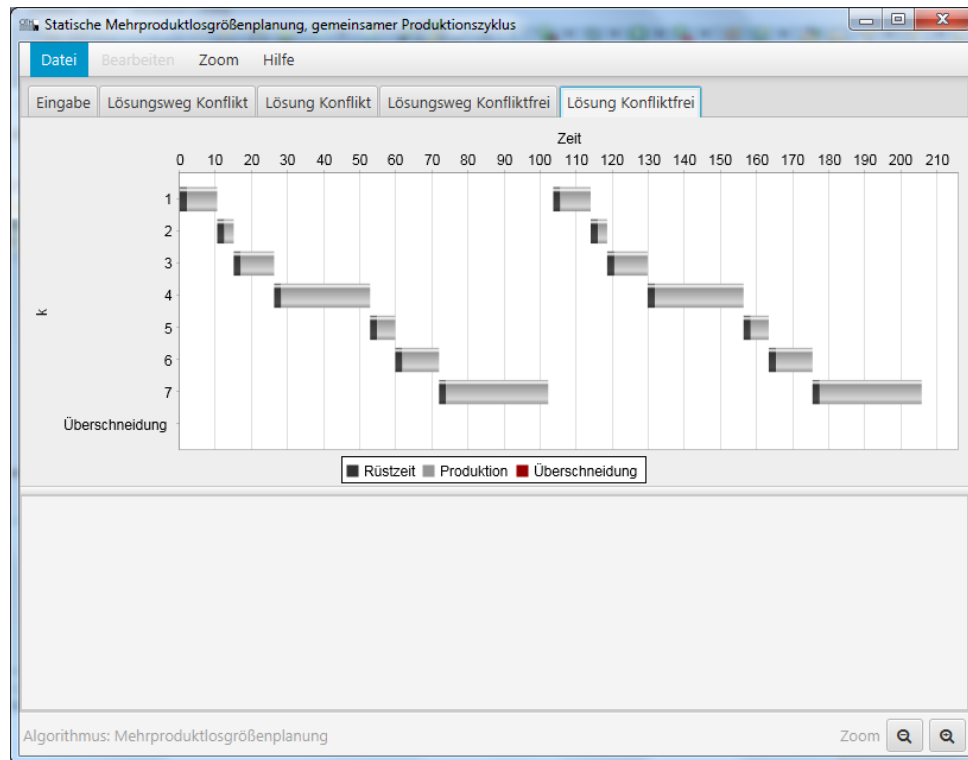 Statische Mehrproduktlosgrößenplanung, gemeinsamer Produktionszyklus
Datei Bearbeiten Zoom Hilfe
Eingabe Lösungsweg Konflikt Lösung Konflikt Lösungsweg Konfliktfrei Lösung Konfliktfrei
Zeit
0 10 20 30 40 50 60 70 80 90 100 110 120 130 140 150 160 170 180 190 200 210
1
2
3
4
k
5
6
7
Überschneidung
Rüstzeit Produktion Überschneidung
Algorithmus: Mehrproduktlosgrößenplanung Zoom